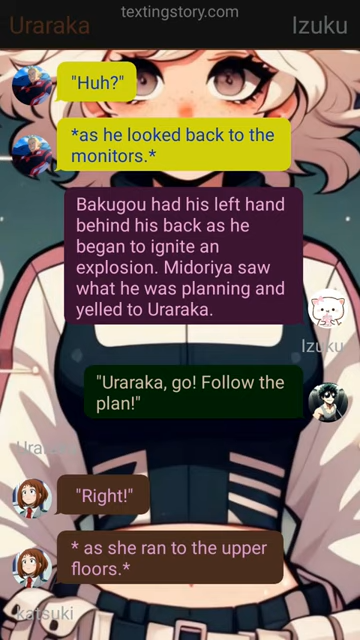 textingstory.com
Uraraka
Izuku
"Huh?"
*as he looked back to the
monitors.*
Bakugou had his left hand
behind his back as he
began to ignite an
explosion. Midoriya saw
what he was planning and
yelled to Uraraka.
Izuku
"Uraraka, go! Follow the
plan!"
"Right!"
* as she ran to the upper
floors.*
katsuki